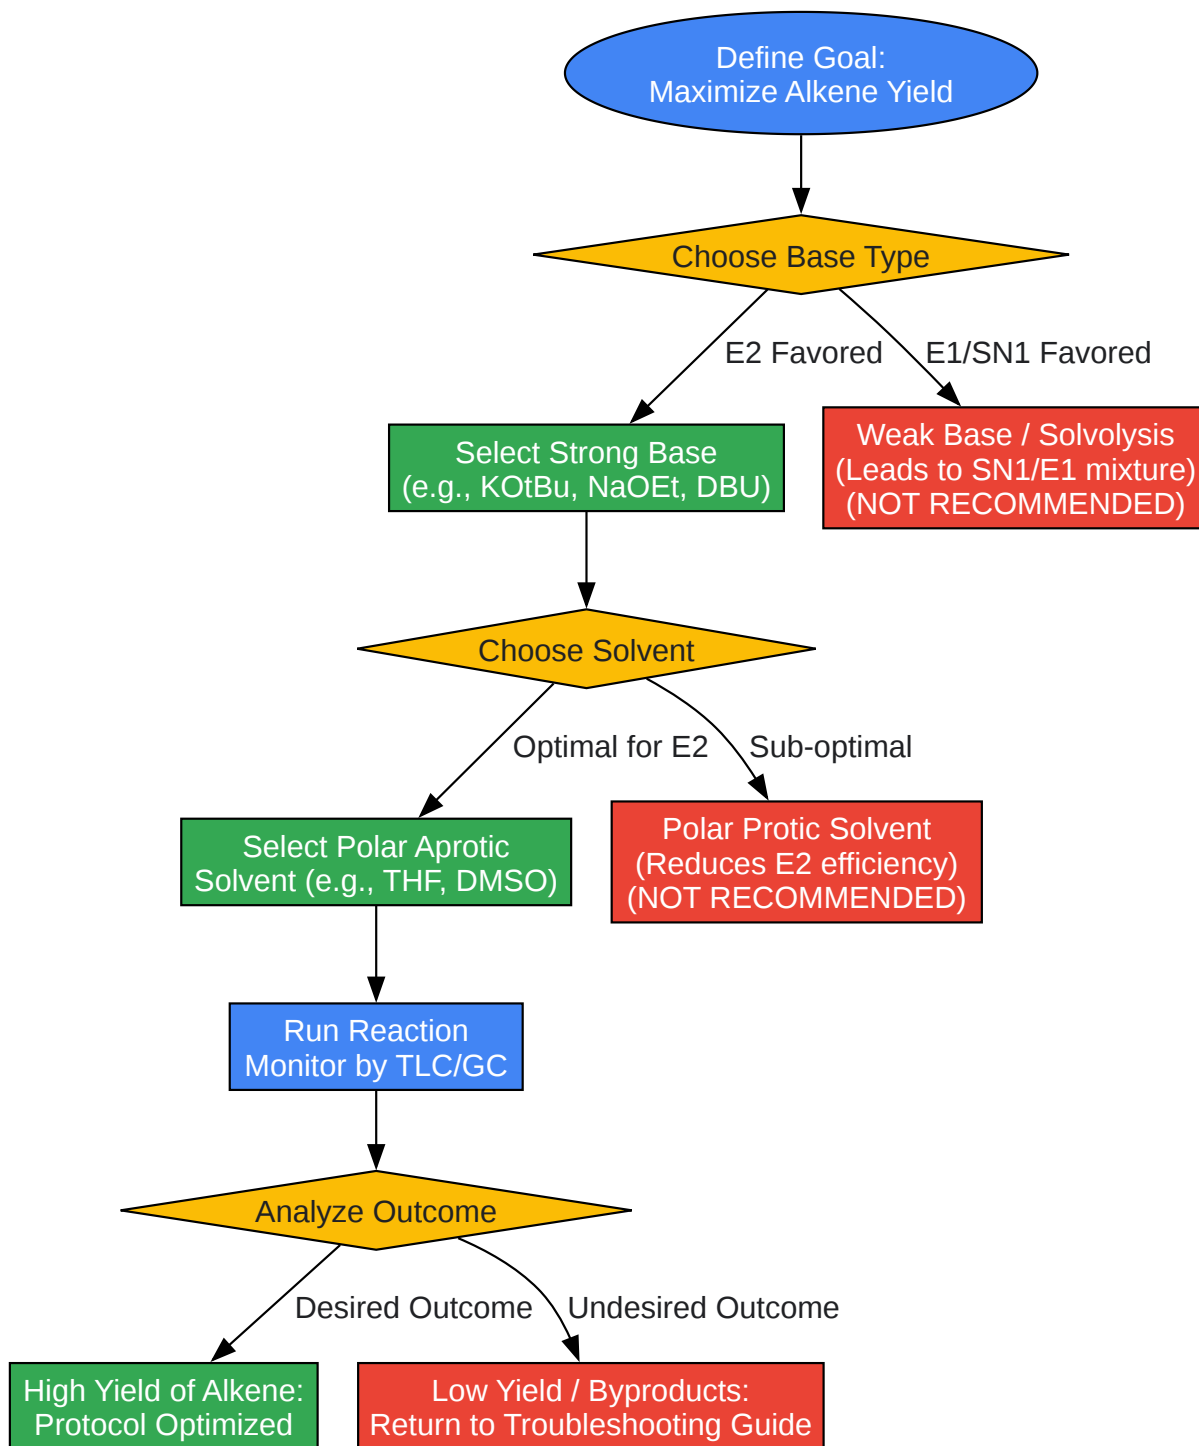 Define Goal:
Maximize Alkene Yield
Choose Base Type
E2 Favored
E1/SN1 Favored
Select Strong Base
(e.g., KOtBu, NaOEt, DBU)
Weak Base / Solvolysis
(Leads to SN1/E1 mixture)
(NOT RECOMMENDED)
Choose Solvent
Optimal for E2
Sub-optimal
Select Polar Aprotic
Solvent (e.g., THF, DMSO)
Polar Protic Solvent
(Reduces E2 efficiency)
(NOT RECOMMENDED)
Run Reaction
Monitor by TLC/GC
Analyze Outcome
Desired Outcome
Undesired Outcome
High Yield of Alkene:
Protocol Optimized
Low Yield / Byproducts:
Return to Troubleshooting Guide